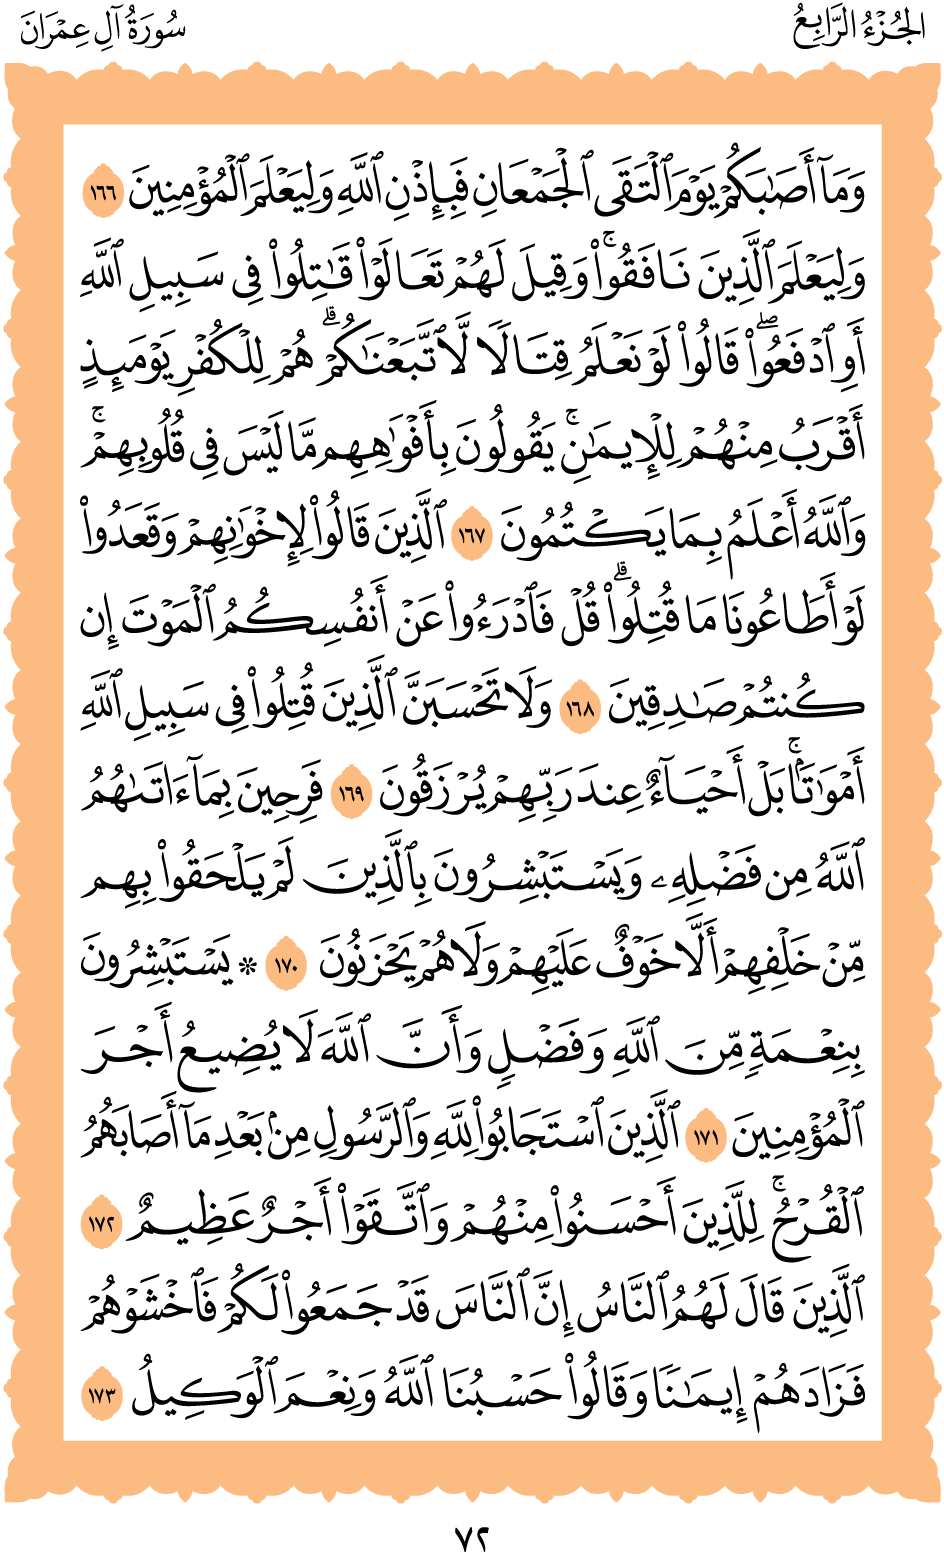 الجُزْءُ الرَّابِعُ
سُورَةُ آلِ عِمْرَانَ
وَمَآ أَصَـٰبَكُمْ يَوْمَ ٱلْتَقَى ٱلْجَمْعَانِ فَبِإِذْنِ ٱللَّهِ وَلِيَعْلَمَ ٱلْمُؤْمِنِينَ ١٦٦
وَلِيَعْلَمَ ٱلَّذِينَ نَافَقُوا۟ ۚ وَقِيلَ لَهُمْ تَعَالَوْا۟ قَـٰتِلُوا۟ فِى سَبِيلِ ٱللَّهِ
أَوِ ٱدْفَعُوا۟ ۖ قَالُوا۟ لَوْ نَعْلَمُ قِتَالًا لَّٱتَّبَعْنَـٰكُمْ ۗ هُمْ لِلْكُفْرِ يَوْمَئِذٍ
أَقْرَبُ مِنْهُمْ لِلْإِيمَـٰنِ ۚ يَقُولُونَ بِأَفْوَٰهِهِم مَّا لَيْسَ فِى قُلُوبِهِمْ ۚ
وَٱللَّهُ أَعْلَمُ بِمَا يَكْتُمُونَ ١٦٧ ٱلَّذِينَ قَالُوا۟ لِإِخْوَٰنِهِمْ وَقَعَدُوا۟
لَوْ أَطَاعُونَا مَا قُتِلُوا۟ ۗ قُلْ فَٱدْرَءُوا۟ عَنْ أَنفُسِكُمُ ٱلْمَوْتَ إِن
كُنتُمْ صَـٰدِقِينَ ١٦٨ وَلَا تَحْسَبَنَّ ٱلَّذِينَ قُتِلُوا۟ فِى سَبِيلِ ٱللَّهِ
أَمْوَٰتًۢا ۚ بَلْ أَحْيَآءٌ عِندَ رَبِّهِمْ يُرْزَقُونَ ١٦٩ فَرِحِينَ بِمَآ ءَاتَىٰهُمُ
ٱللَّهُ مِن فَضْلِهِۦ وَيَسْتَبْشِرُونَ بِٱلَّذِينَ لَمْ يَلْحَقُوا۟ بِهِم
مِّنْ خَلْفِهِمْ أَلَّا خَوْفٌ عَلَيْهِمْ وَلَا هُمْ يَحْزَنُونَ ١٧٠ * يَسْتَبْشِرُونَ
بِنِعْمَةٍ مِّنَ ٱللَّهِ وَفَضْلٍ وَأَنَّ ٱللَّهَ لَا يُضِيعُ أَجْرَ
ٱلْمُؤْمِنِينَ ١٧١ ٱلَّذِينَ ٱسْتَجَابُوا۟ لِلَّهِ وَٱلرَّسُولِ مِنۢ بَعْدِ مَآ أَصَابَهُمُ
ٱلْقَرْحُ ۚ لِلَّذِينَ أَحْسَنُوا۟ مِنْهُمْ وَٱتَّقَوْا۟ أَجْرٌ عَظِيمٌ ١٧٢
ٱلَّذِينَ قَالَ لَهُمُ ٱلنَّاسُ إِنَّ ٱلنَّاسَ قَدْ جَمَعُوا۟ لَكُمْ فَٱخْشَوْهُمْ
فَزَادَهُمْ إِيمَـٰنًا وَقَالُوا۟ حَسْبُنَا ٱللَّهُ وَنِعْمَ ٱلْوَكِيلُ ١٧٣
٧٢